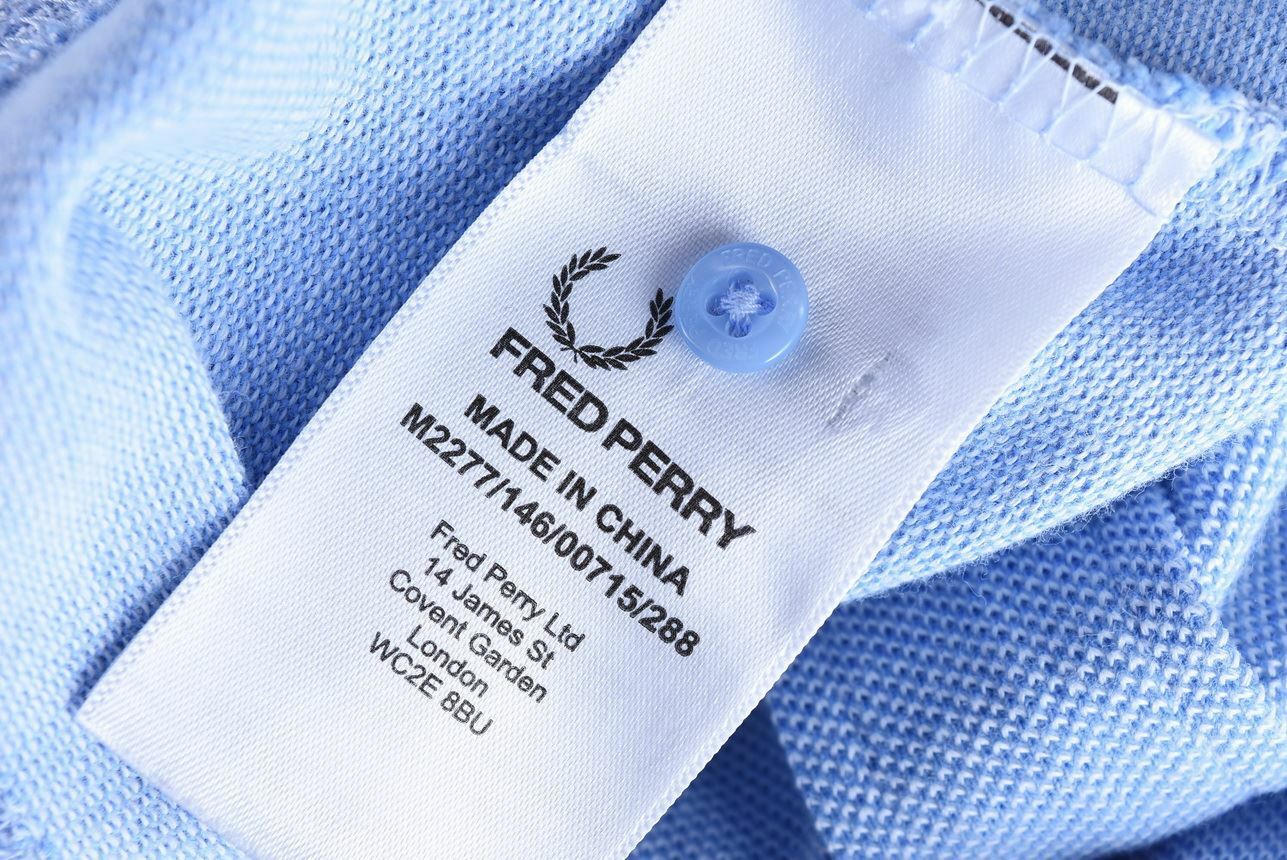 FRED PERRY
MADE IN CHINA
M2277/146/00715/288
Fred Perry Ltd
14 James St
Covent Garden
London
WC2E 8BU
FRED